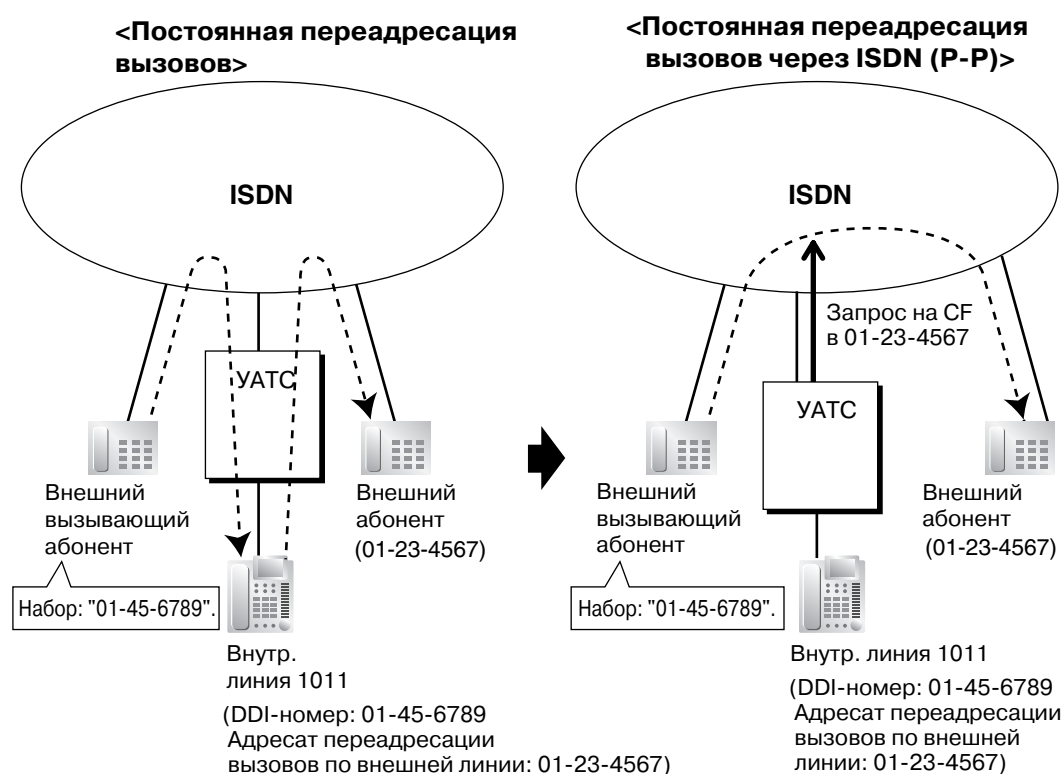 <Постоянная переадресация
вызовов>
ISDN
УАТС
Внешний
вызывающий
абонент
Набор: "01-45-6789".
Внешний
абонент
(01-23-4567)
Внутр.
линия 1011
(DDI-номер: 01-45-6789
Адресат переадресации
вызовов по внешней линии: 01-23-4567)
<Постоянная переадресация
вызовов через ISDN (P-P)>
ISDN
Запрос на CF
в 01-23-4567
УАТС
Внешний
вызывающий
абонент
Набор: "01-45-6789".
Внешний
абонент
(01-23-4567)
Внутр. линия 1011
(DDI-номер: 01-45-6789
Адресат переадресации
вызовов по внешней
линии: 01-23-4567)